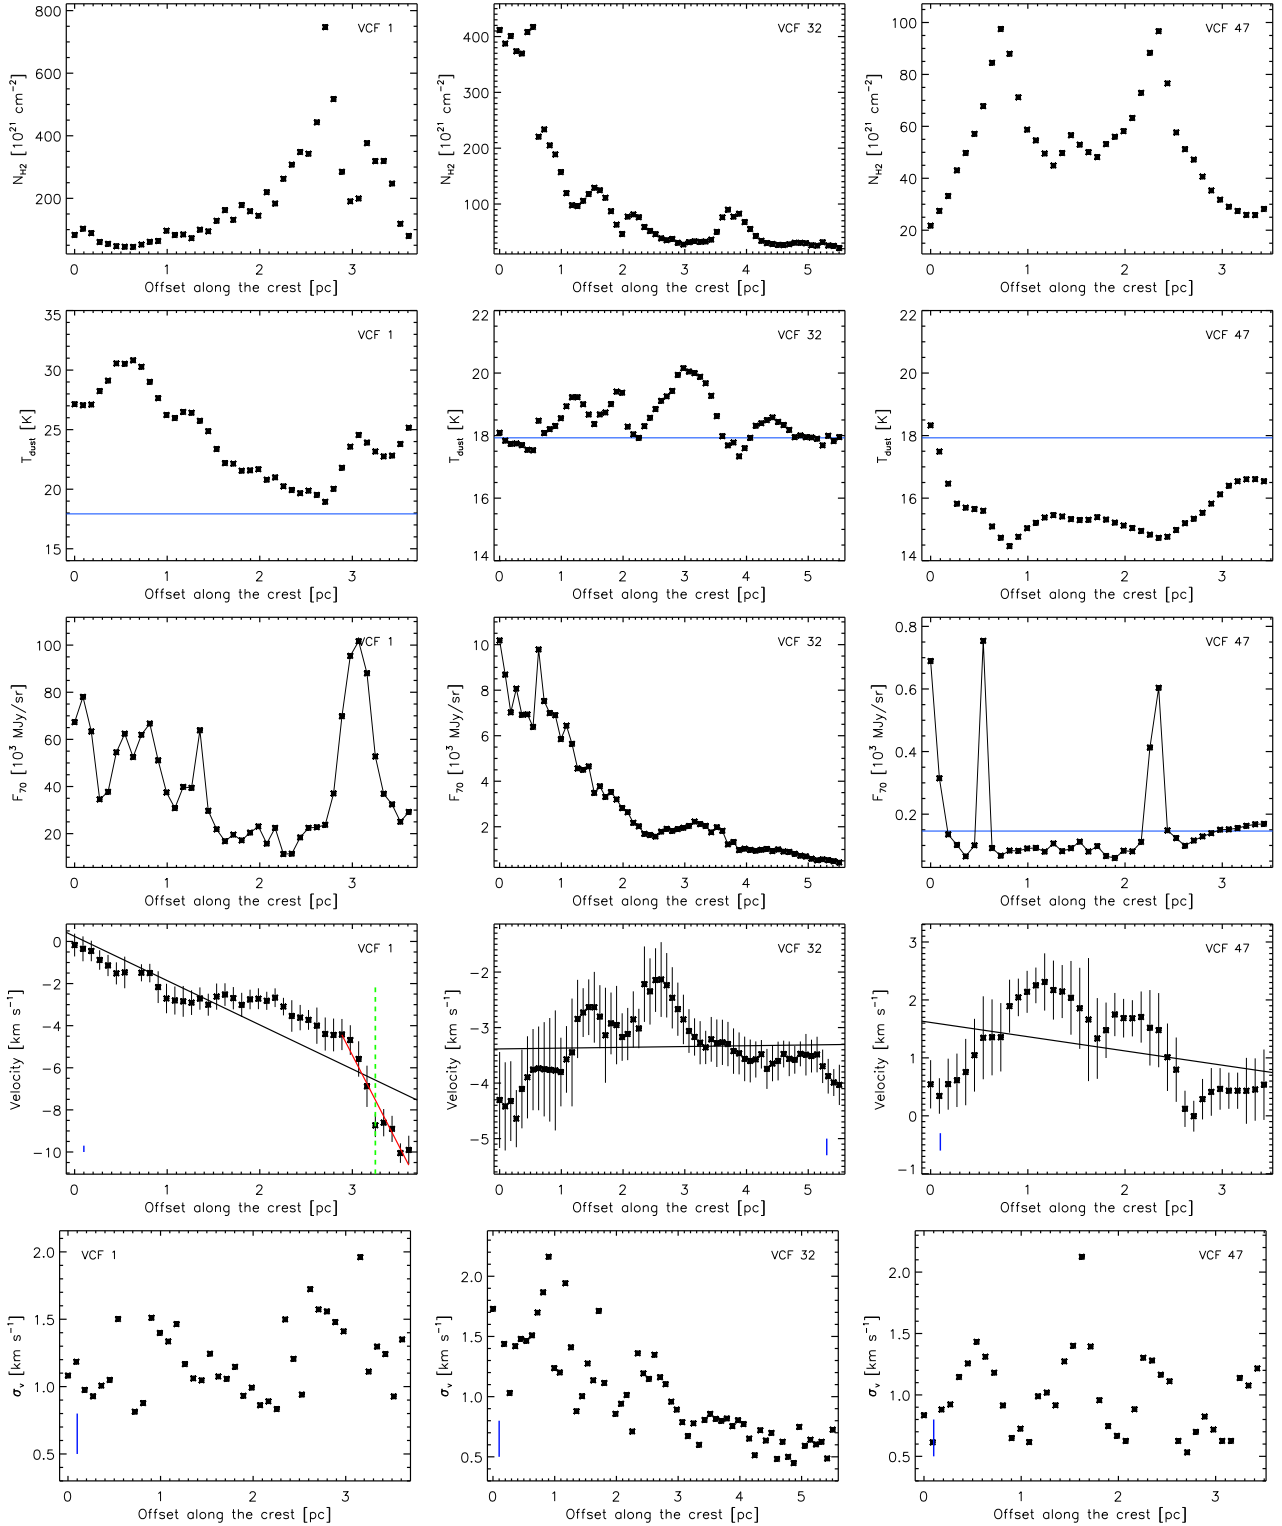 VCF 1
N_H2 [10^21 cm^-2]
800
600
400
200
0 1 2 3
Offset along the crest [pc]
VCF 32
N_H2 [10^21 cm^-2]
400
300
200
100
0 1 2 3 4 5
Offset along the crest [pc]
VCF 47
N_H2 [10^21 cm^-2]
100
80
60
40
20
0 1 2 3
Offset along the crest [pc]
VCF 1
T_dust [K]
35
30
25
20
15
0 1 2 3
Offset along the crest [pc]
VCF 32
T_dust [K]
22
20
18
16
14
0 1 2 3 4 5
Offset along the crest [pc]
VCF 47
T_dust [K]
22
20
18
16
14
0 1 2 3
Offset along the crest [pc]
VCF 1
F_70 [10^3 MJy/sr]
100
80
60
40
20
0 1 2 3
Offset along the crest [pc]
VCF 32
F_70 [10^3 MJy/sr]
10
8
6
4
2
0 1 2 3 4 5
Offset along the crest [pc]
VCF 47
F_70 [10^3 MJy/sr]
0.8
0.6
0.4
0.2
0 1 2 3
Offset along the crest [pc]
VCF 1
Velocity [km s^-1]
0
−2
−4
−6
−8
−10
0 1 2 3
Offset along the crest [pc]
VCF 32
Velocity [km s^-1]
−2
−3
−4
−5
0 1 2 3 4 5
Offset along the crest [pc]
VCF 47
Velocity [km s^-1]
3
2
1
0
−1
0 1 2 3
Offset along the crest [pc]
VCF 1
σ_v [km s^-1]
2.0
1.5
1.0
0.5
0 1 2 3
Offset along the crest [pc]
VCF 32
σ_v [km s^-1]
2.0
1.5
1.0
0.5
0 1 2 3 4 5
Offset along the crest [pc]
VCF 47
σ_v [km s^-1]
2.0
1.5
1.0
0.5
0 1 2 3
Offset along the crest [pc]